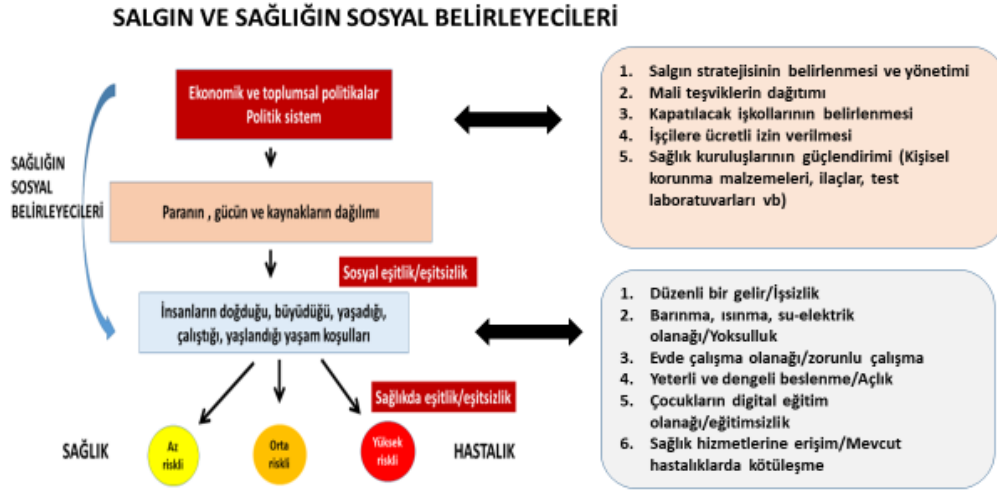 SALGIN VE SAĞLIĞIN SOSYAL BELİRLEYECİLERİ
Ekonomik ve toplumsal politikalar
Politik sistem
SAĞLIĞIN
SOSYAL
BELİRLEYECİLERİ
Paranın , gücün ve kaynakların dağılımı
Sosyal eşitlik/eşitsizlik
İnsanların doğduğu, büyüdüğü, yaşadığı,
çalıştığı, yaşlandığı yaşam koşulları
Sağlıkda eşitlik/eşitsizlik
SAĞLIK
Az
riskli
Orta
riskli
Yüksek
riskli
HASTALIK
1. Salgın stratejisinin belirlenmesi ve yönetimi
2. Mali teşviklerin dağıtımı
3. Kapatılacak işkollarının belirlenmesi
4. İşçilere ücretli izin verilmesi
5. Sağlık kuruluşlarının güçlendirimi (Kişisel
korunma malzemeleri, ilaçlar, test
laboratuvarları vb)
1. Düzenli bir gelir/İşsizlik
2. Barınma, ısınma, su-elektrik
olanağı/Yoksulluk
3. Evde çalışma olanağı/zorunlu çalışma
4. Yeterli ve dengeli beslenme/Açlık
5. Çocukların digital eğitim
olanağı/eğitimsizlik
6. Sağlık hizmetlerine erişim/Mevcut
hastalıklarda kötüleşme